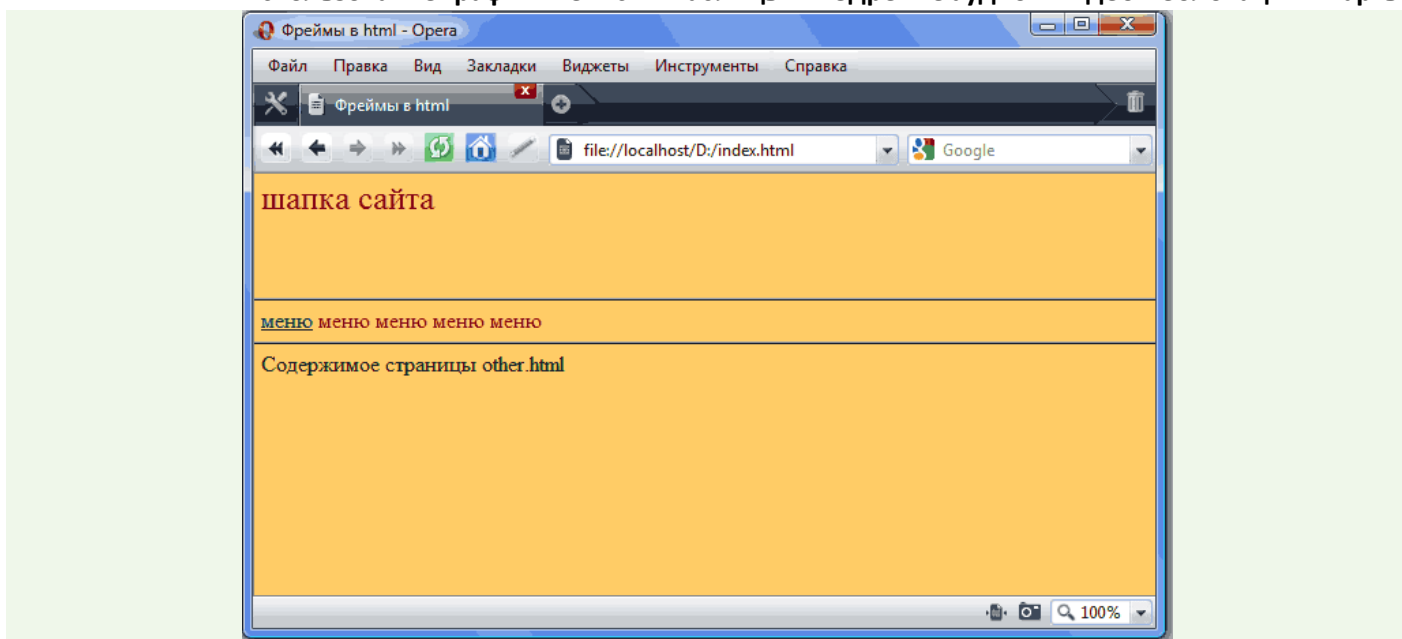 Фреймы в html - Opera
Файл Правка Вид Закладки Виджеты Инструменты Справка
Фреймы в html
file://localhost/D:/index.html Google
шапка сайта
меню меню меню меню меню
Содержимое страницы other.html
100%